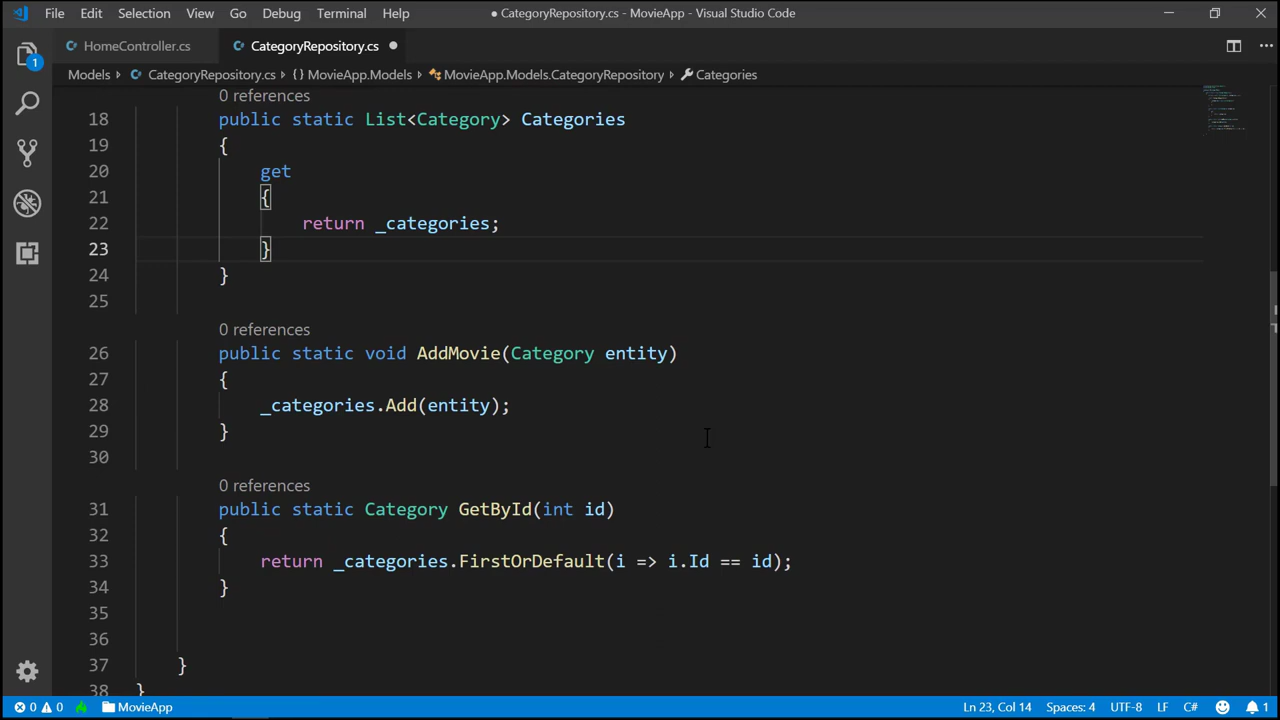 File Edit Selection View Go Debug Terminal Help ● CategoryRepository.cs - MovieApp - Visual Studio Code
HomeController.cs CategoryRepository.cs ●
Models > CategoryRepository.cs > { } MovieApp.Models > MovieApp.Models.CategoryRepository > Categories
0 references
18 public static List<Category> Categories
19 {
20 get
21 {
22 return _categories;
23 }
24 }
25
0 references
26 public static void AddMovie(Category entity)
27 {
28 _categories.Add(entity);
29 }
30
0 references
31 public static Category GetById(int id)
32 {
33 return _categories.FirstOrDefault(i => i.Id == id);
34 }
35
36
37 }
38 }
1
0 0 MovieApp Ln 23, Col 14 Spaces: 4 UTF-8 LF C# 1